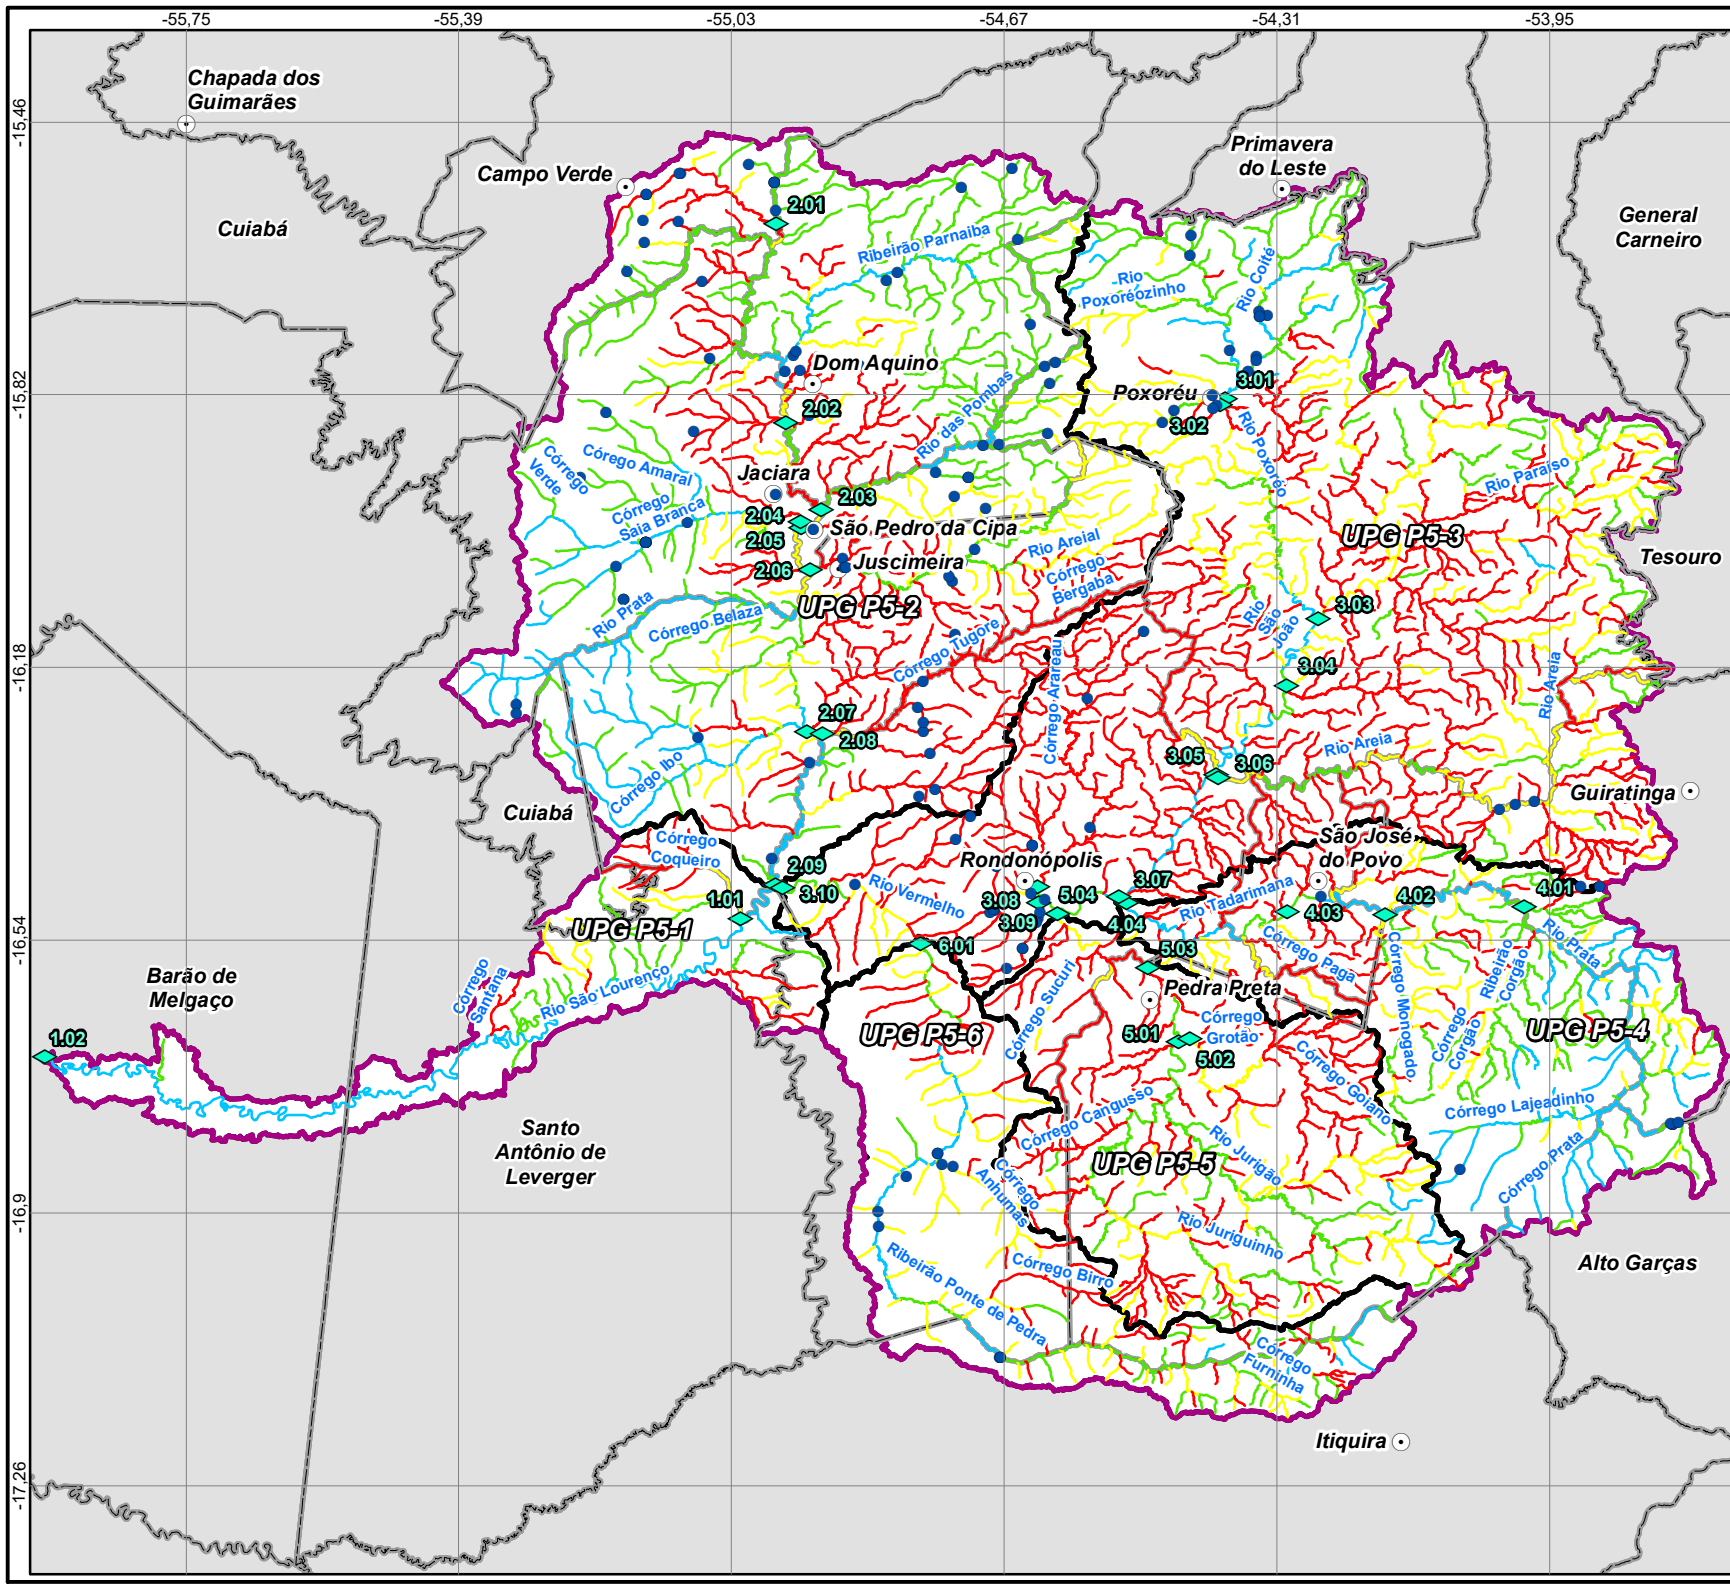 -55,75
-55,39
-55,03
-54,67
-54,31
-53,95
-15,46
-15,82
-16,18
-16,54
-16,9
-17,26
Chapada dos
Guimarães
Campo Verde
Cuiabá
Primavera
do Leste
General
Carneiro
2.01
Ribeirão Parnaiba
Rio
Poxoréozinho
Rio Coité
Dom Aquino
2.02
Rio das Pombas
Poxoréu
3.01
3.02
Rio Poxoréo
Rio Paraíso
Córego Amaral
Córrego
Verde
Córrego
Saia Branca
Jaciara
2.03
2.04
2.05
São Pedro da Cipa
2.06
Juscimeira
Rio Areial
Córrego
Bergaba
UPG P5-3
Tesouro
UPG P5-2
Rio Prata
Córrego Belaza
Córrego Tugore
Córrego Arareau
Rio
São
João
3.03
3.04
Rio Areia
2.07
2.08
Córrego Ibo
3.05
3.06
Rio Areia
Guiratinga
Cuiabá
Córrego
Coqueiro
2.09
3.10
1.01
Rio Vermelho
Rondonópolis
3.08
3.09
5.04
3.07
4.04
Rio Tadarimana
São José
do Povo
4.03
4.02
4.01
UPG P5-1
6.01
5.03
Córrego Paga
Córrego Monogado
Ribeirão
Corgão
Rio Prata
Barão de
Melgaço
Córrego
Santana
Rio São Lourenço
Córrego Sucuri
Pedra Preta
Córrego
Grotão
5.01
5.02
Córrego
Corgão
UPG P5-4
1.02
UPG P5-6
Córrego Goiano
Córrego Lajeadinho
Córrego Cangusso
Santo
Antônio de
Leverger
UPG P5-5
Rio Jurigão
Córrego Prata
Córrego
Anhumas
Rio Juriguinho
Ribeirão Ponte de Pedra
Córrego Birro
Alto Garças
Córrego
Furninha
Itiquira